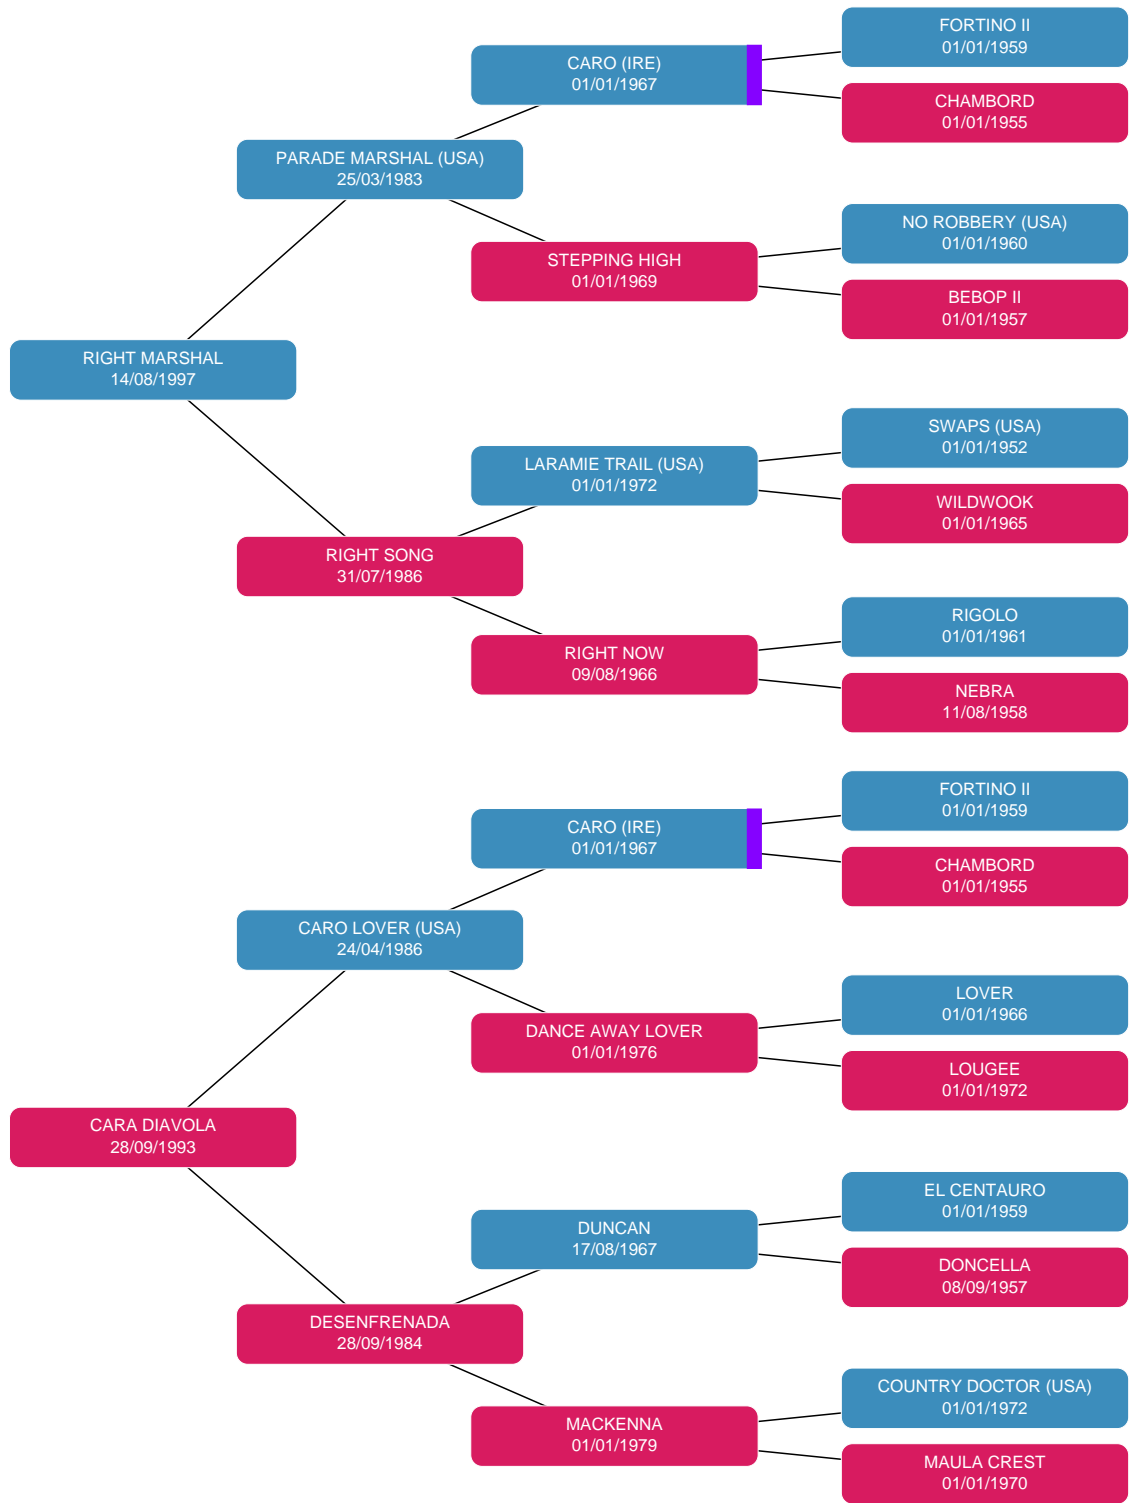 FORTINO II
01/01/1959
CARO (IRE)
01/01/1967
CHAMBORD
01/01/1955
PARADE MARSHAL (USA)
25/03/1983
NO ROBBERY (USA)
01/01/1960
STEPPING HIGH
01/01/1969
BEBOP II
01/01/1957
RIGHT MARSHAL
14/08/1997
SWAPS (USA)
01/01/1952
LARAMIE TRAIL (USA)
01/01/1972
WILDWOOK
01/01/1965
RIGHT SONG
31/07/1986
RIGOLO
01/01/1961
RIGHT NOW
09/08/1966
NEBRA
11/08/1958
FORTINO II
01/01/1959
CARO (IRE)
01/01/1967
CHAMBORD
01/01/1955
CARO LOVER (USA)
24/04/1986
LOVER
01/01/1966
DANCE AWAY LOVER
01/01/1976
LOUGEE
01/01/1972
CARA DIAVOLA
28/09/1993
EL CENTAURO
01/01/1959
DUNCAN
17/08/1967
DONCELLA
08/09/1957
DESENFRENADA
28/09/1984
COUNTRY DOCTOR (USA)
01/01/1972
MACKENNA
01/01/1979
MAULA CREST
01/01/1970